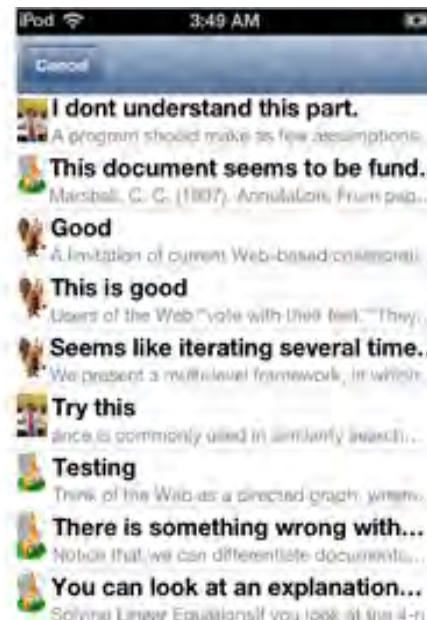 iPod 3:49 AM
Cancel
I dont understand this part.
A program should make as few assumptions
This document seems to be fund...
Marshall, C. C. (1997). Annotation: From pap...
Good
A limitation of current Web-based
This is good
Users of the Web "vote with their feet." They...
Seems like iterating several time...
We present a multi-level framework, in which
Try this
ance is commonly used in similarity search...
Testing
Think of the Web as a directed graph, where
There is something wrong with...
Notice that we can differentiate documents...
You can look at an explanation...
Solving Linear Equations If you look at the 4-